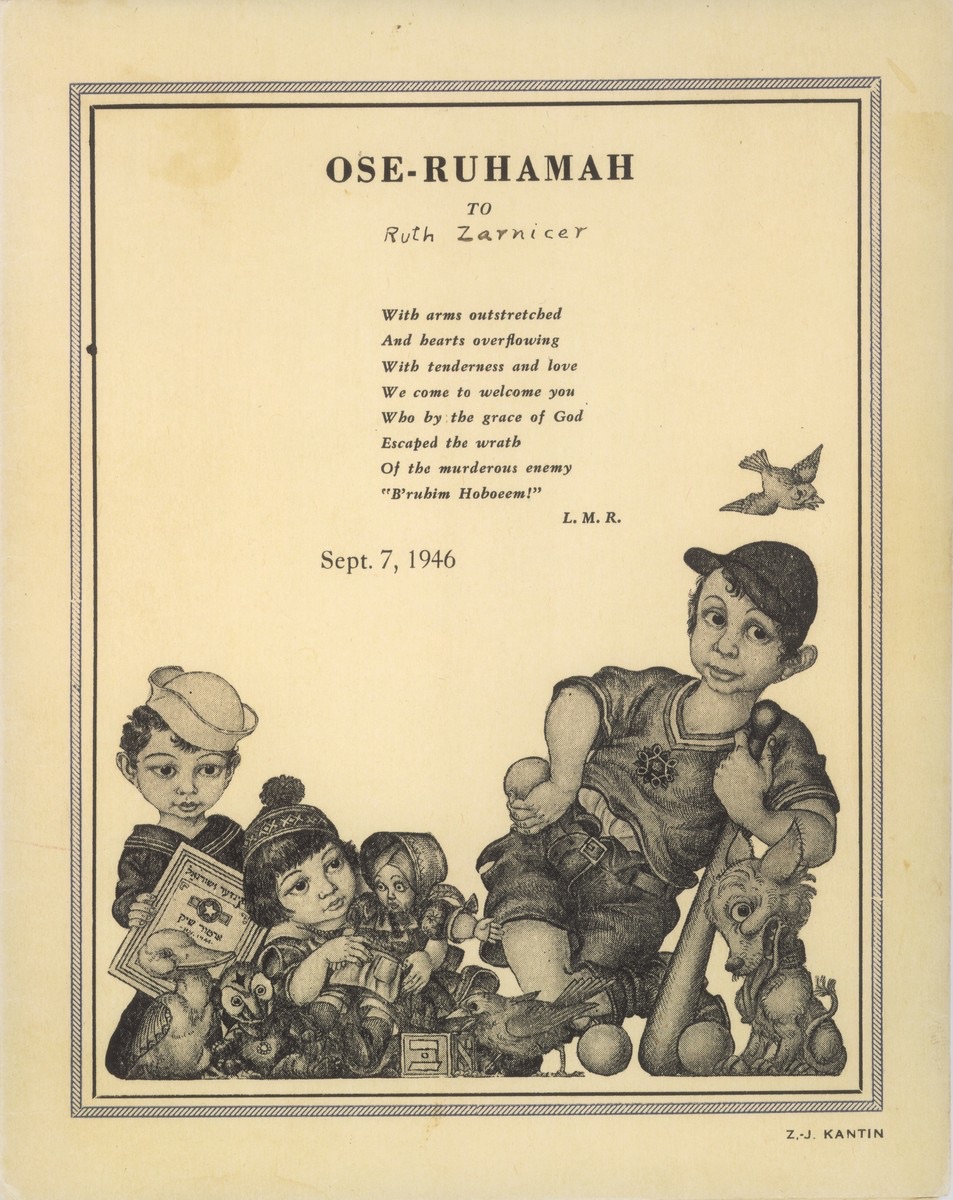 OSE-RUHAMAH
TO
Ruth Zarnicer
With arms outstretched
And hearts overflowing
With tenderness and love
We come to welcome you
Who by the grace of God
Escaped the wrath
Of the murderous enemy
"B'ruhim Hoboeem!"
L. M. R.
Sept. 7, 1946
ארטור שיק
ב
Z.-J. KANTIN